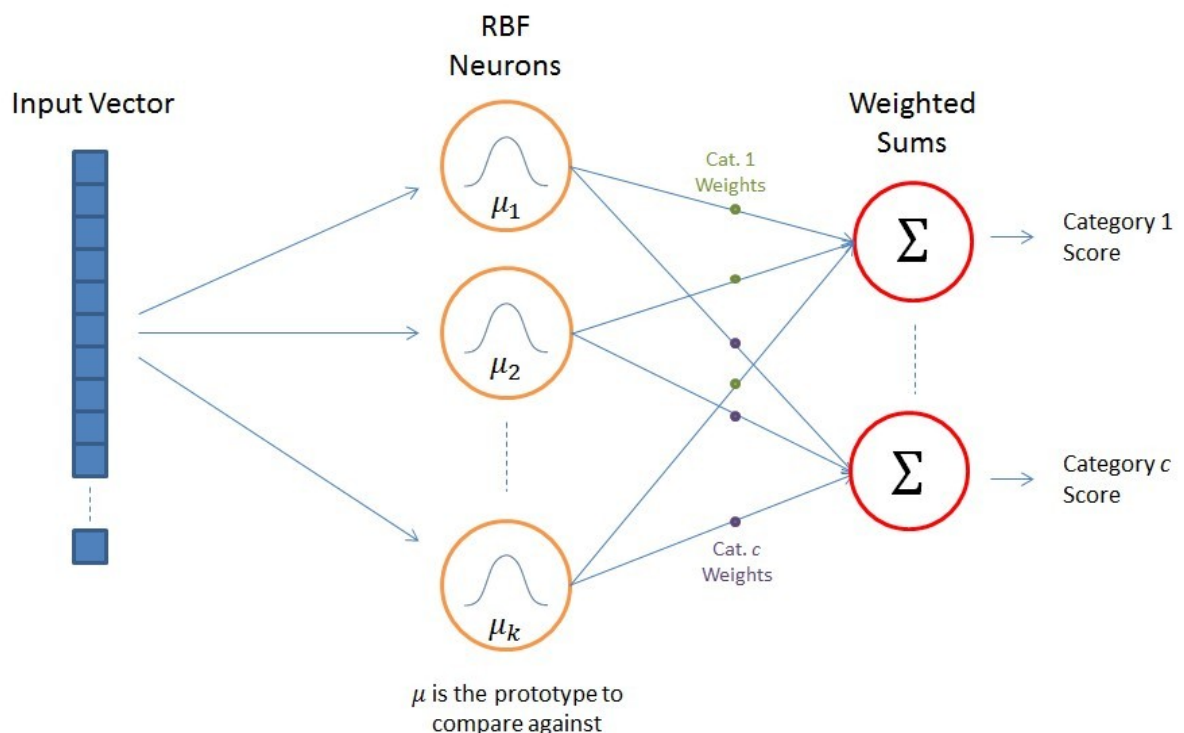 Input Vector
RBF
Neurons
μ₁
μ₂
μₖ
μ is the prototype to
compare against
Cat. 1
Weights
Cat. c
Weights
Weighted
Sums
Σ
Σ
Category 1
Score
Category c
Score